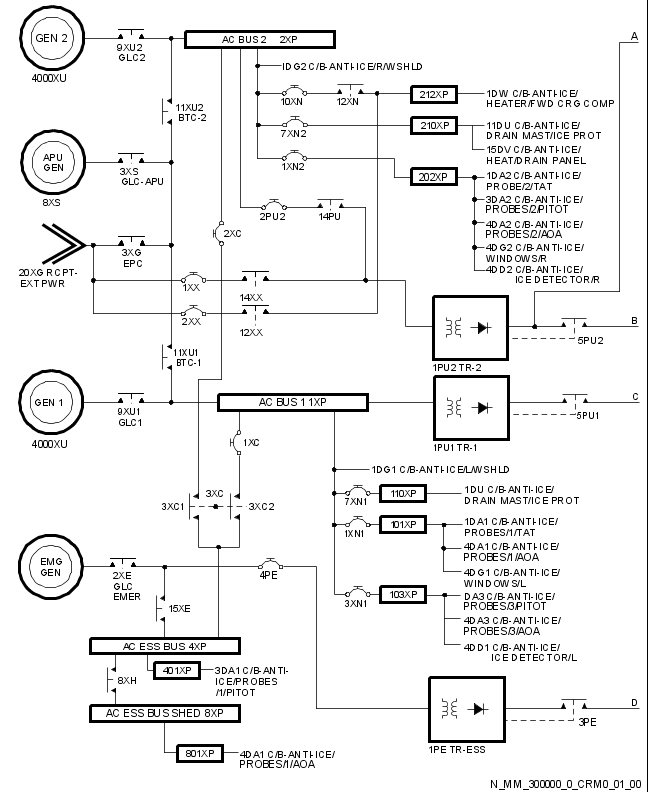 GEN 2
4000XU
9XU2
GLC2
AC BUS 2 2XP
A
IDG2 C/B-ANTI-ICE/R/WSHLD
10XN
12XN
212XP
1DW C/B-ANTI-ICE/
HEATER/FWD CRG COMP
11XU2
BTC-2
7XN2
210XP
11DU C/B-ANTI-ICE/
DRAIN MAST/ICE PROT
15DV C/B-ANTI-ICE/
HEAT/DRAIN PANEL
APU
GEN
8XS
3XS
GLC-APU
1XN2
202XP
1DA2 C/B-ANTI-ICE/
PROBE/2/TAT
3DA2 C/B-ANTI-ICE/
PROBES/2/PITOT
4DA2 C/B-ANTI-ICE/
PROBES/2/AOA
4DG2 C/B-ANTI-ICE/
WINDOWS/R
4DD2 C/B-ANTI-ICE/
ICE DETECTOR/R
2PU2
14PU
2XC
20XG RCPT-
EXT PWR
3XG
EPC
1XX
14XX
2XX
12XX
B
1PU2 TR-2
5PU2
11XU1
BTC-1
GEN 1
4000XU
9XU1
GLC1
AC BUS 1 1XP
C
1PU1 TR-1
5PU1
1XC
1DG1 C/B-ANTI-ICE/L/WSHLD
7XN1
110XP
1DU C/B-ANTI-ICE/
DRAIN MAST/ICE PROT
3XC1
3XC
3XC2
1XN1
101XP
1DA1 C/B-ANTI-ICE/
PROBES/1/TAT
4DA1 C/B-ANTI-ICE/
PROBES/1/AOA
4DG1 C/B-ANTI-ICE/
WINDOWS/L
3XN1
103XP
DA3 C/B-ANTI-ICE/
PROBES/3/PITOT
4DA3 C/B-ANTI-ICE/
PROBES/3/AOA
4DD1 C/B-ANTI-ICE/
ICE DETECTOR/L
EMG
GEN
2XE
GLC
EMER
4PE
15XE
AC ESS BUS 4XP
8XH
401XP
3DA1 C/B-ANTI-
ICE/PROBES
/1/PITOT
AC ESS BUS SHED 8XP
801XP
4DA1 C/B-ANTI-ICE/
PROBES/1/AOA
D
1PE TR-ESS
3PE
N_MM_300000_0_CRM0_01_00